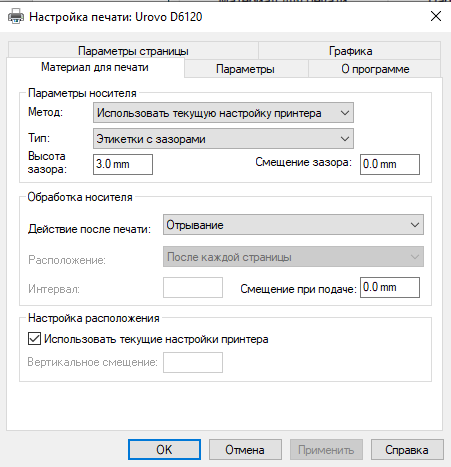 Настройка печати: Urovo D6120
Параметры страницы
Графика
Материал для печати
Параметры
О программе
Параметры носителя
Метод: Использовать текущую настройку принтера
Тип: Этикетки с зазорами
Высота зазора: 3.0 mm Смещение зазора: 0.0 mm
Обработка носителя
Действие после печати: Отрывание
Расположение: После каждой страницы
Интервал: Смещение при подаче: 0.0 mm
Настройка расположения
Использовать текущие настройки принтера
Вертикальное смещение:
OK Отмена Применить Справка